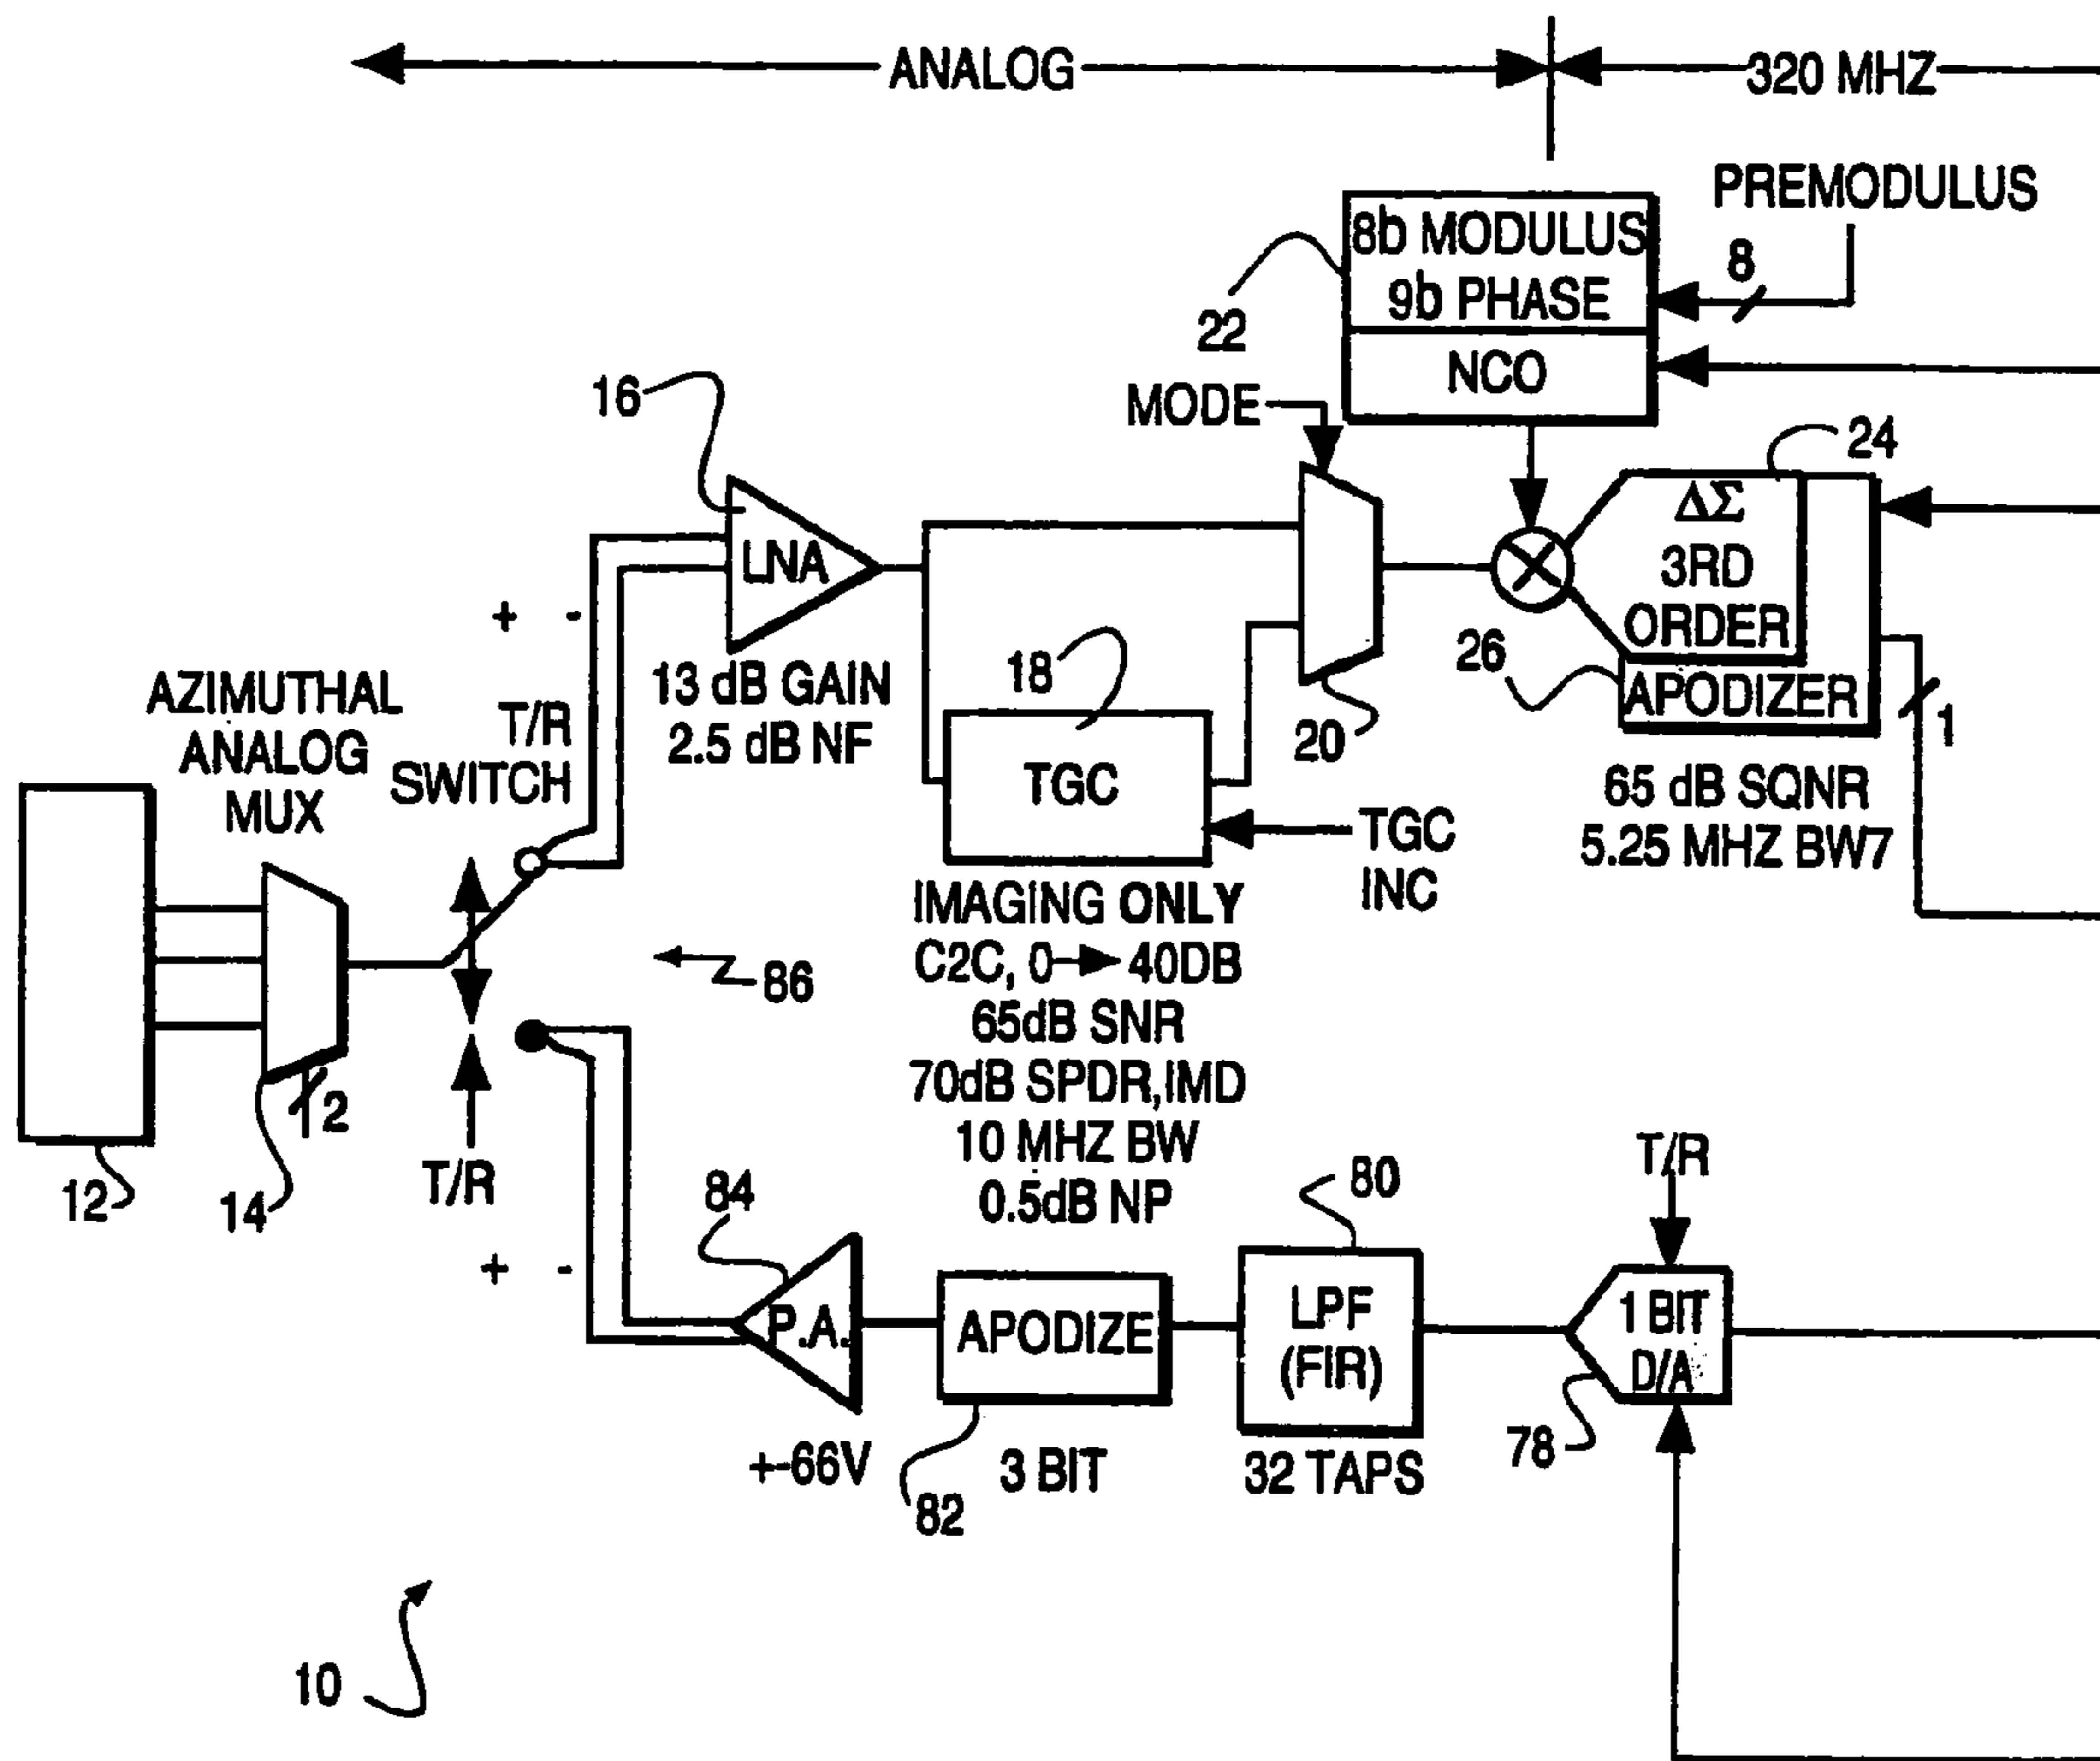 ANALOG
320 MHZ
PREMODULUS
8b MODULUS
9b PHASE
8
22
NCO
MODE
16
24
LNA
ΔΣ
3RD
ORDER
+ -
26
APODIZER
1
13 dB GAIN
2.5 dB NF
18
20
AZIMUTHAL
ANALOG
MUX
T/R
SWITCH
TGC
65 dB SQNR
5.25 MHZ BW7
TGC
INC
IMAGING ONLY
C2C, 0→40DB
65dB SNR
70dB SPDR,IMD
10 MHZ BW
0.5dB NP
86
2
12
14
T/R
84
80
T/R
+ -
P.A.
APODIZE
LPF
(FIR)
1 BIT
D/A
78
+-66V
82
3 BIT
32 TAPS
10